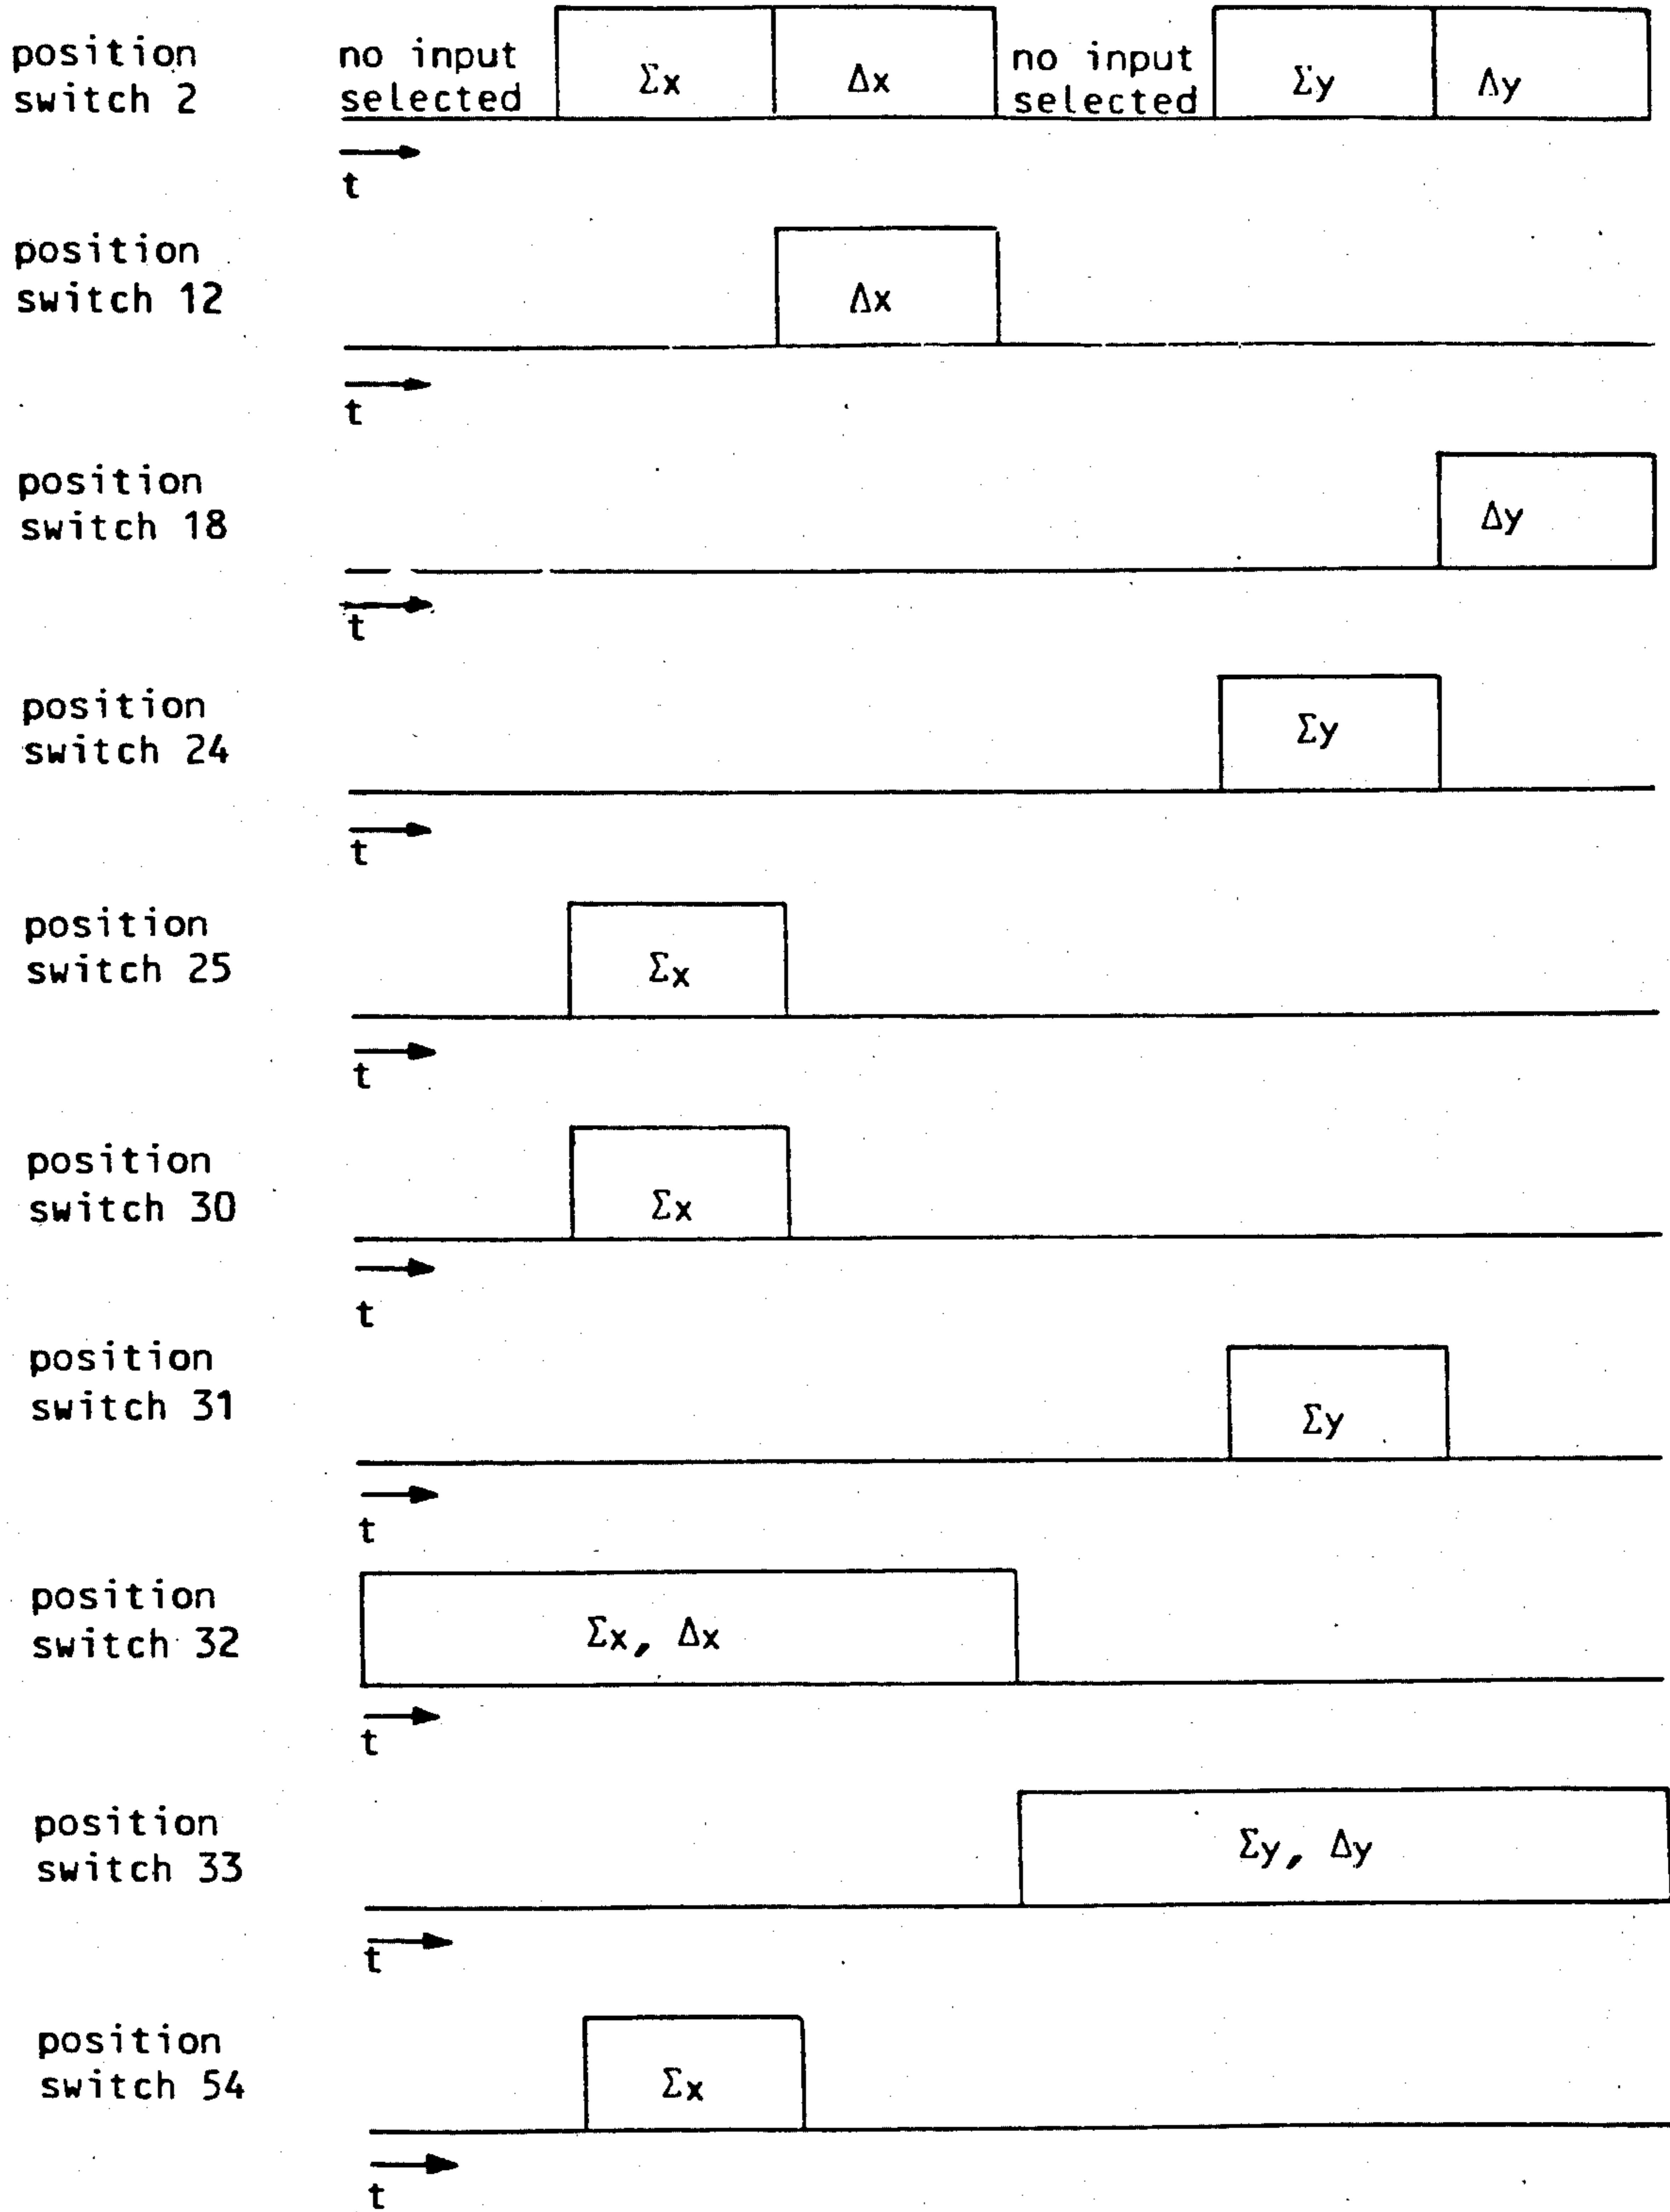 position
switch 2
no input
selected
Σx
Δx
no input
selected
Σy
Δy
t
position
switch 12
Δx
t
position
switch 18
Δy
t
position
switch 24
Σy
t
position
switch 25
Σx
t
position
switch 30
Σx
t
position
switch 31
Σy
t
position
switch 32
Σx, Δx
t
position
switch 33
Σy, Δy
t
position
switch 54
Σx
t